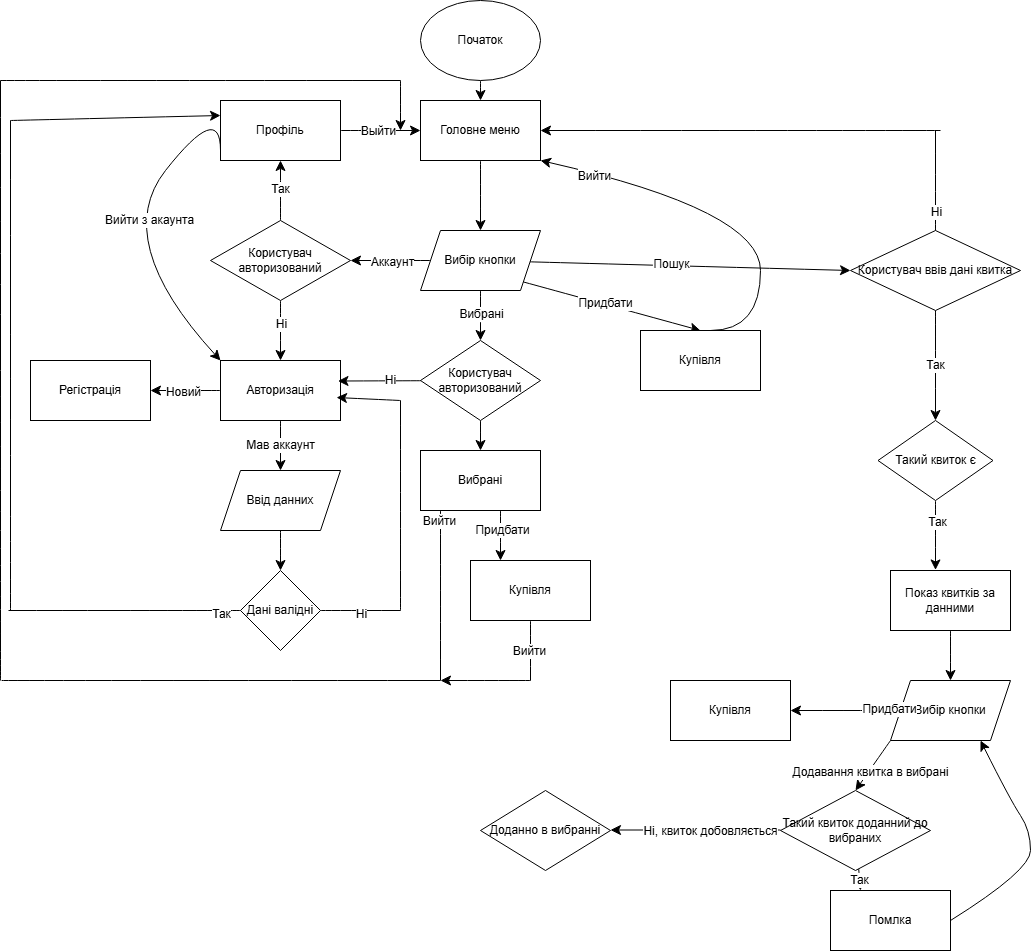 Початок
Профіль
Выйти
Головне меню
Вийти
Так
Ні
Вийти з акаунта
Користувач
авторизований
Аккаунт
Вибір кнопки
Пошук
Користувач ввів дані квитка
Придбати
Вибрані
Ні
Купівля
Користувач
авторизований
Ні
Так
Регістрація
Новий
Авторизація
Мав аккаунт
Такий квиток є
Вибрані
Ввід данних
Вийти
Придбати
Так
Купівля
Показ квитків за
данними
Так
Дані валідні
Ні
Вийти
Купівля
Придбати
Вибір кнопки
Додавання квитка в вибрані
Доданно в вибранні
Ні, квиток добовляється
Такий квиток доданний до
вибраних
Так
Помлка